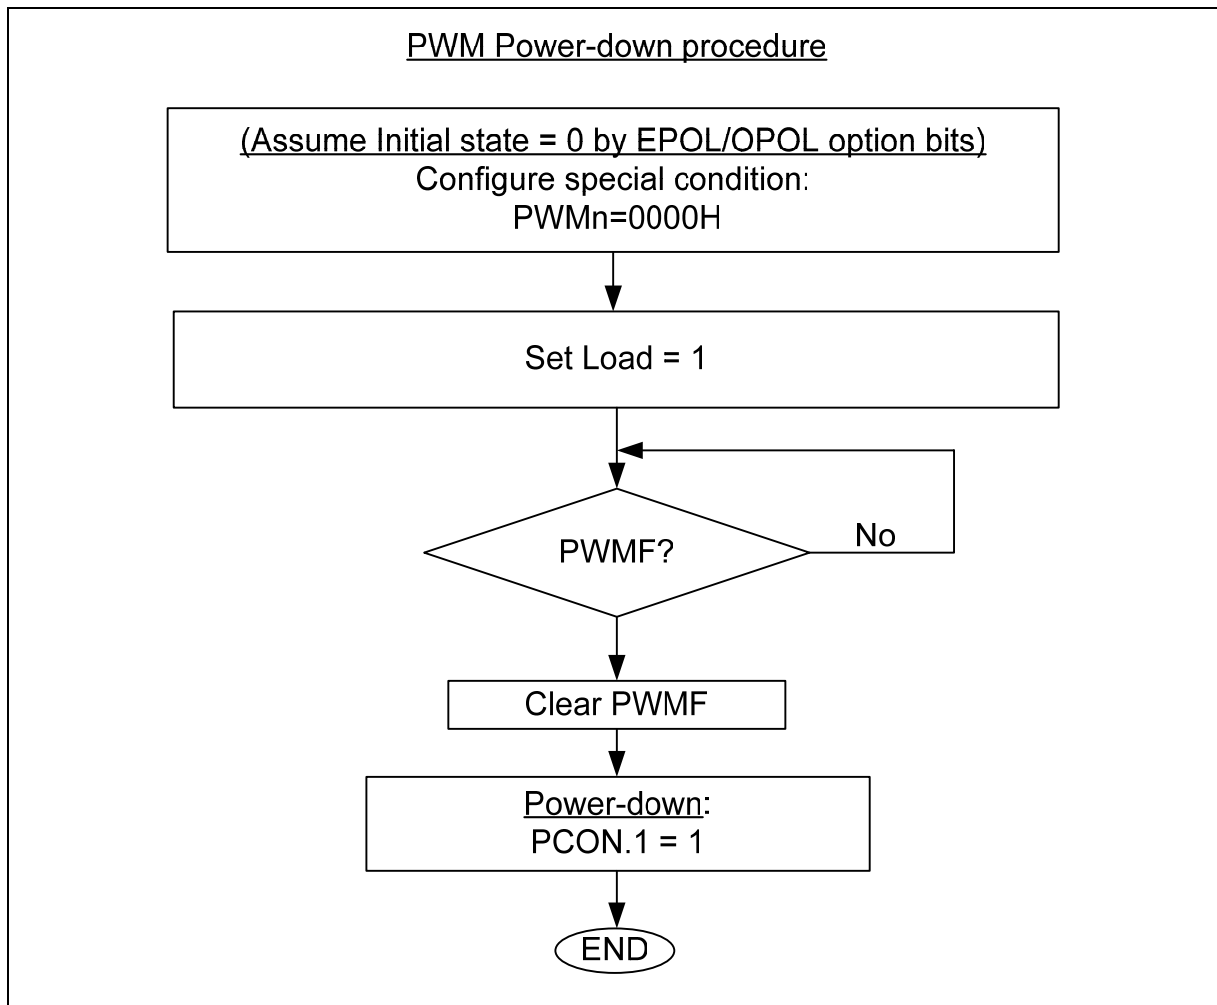 PWM Power-down procedure
(Assume Initial state = 0 by EPOL/OPOL option bits)
Configure special condition:
PWMn=0000H
Set Load = 1
PWMF?
No
Clear PWMF
Power-down:
PCON.1 = 1
END